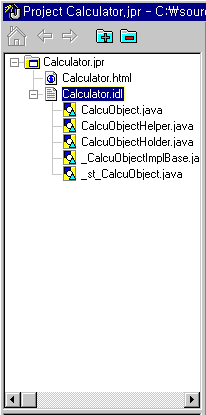 Project Calculator.jpr - C:₩sourc
Calculator.jpr
Calculator.html
Calculator.idl
CalcuObject.java
CalcuObjectHelper.java
CalcuObjectHolder.java
_CalcuObjectImplBase.ja
_st_CalcuObject.java